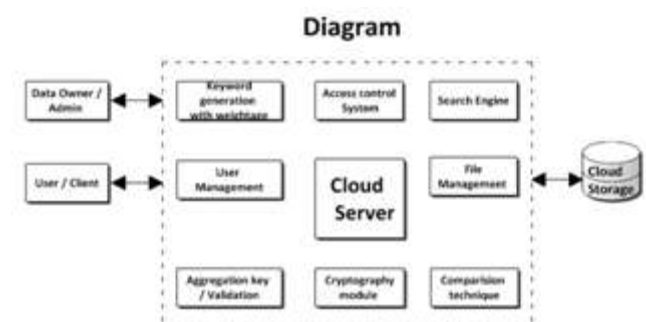 Diagram
Data Owner /
Admin
Keyword
generation
with weightage
Access control
System
Search Engine
User / Client
User
Management
Cloud
Server
File
Management
Cloud
Storage
Aggregation key
/ Validation
Cryptography
module
Comparision
technique